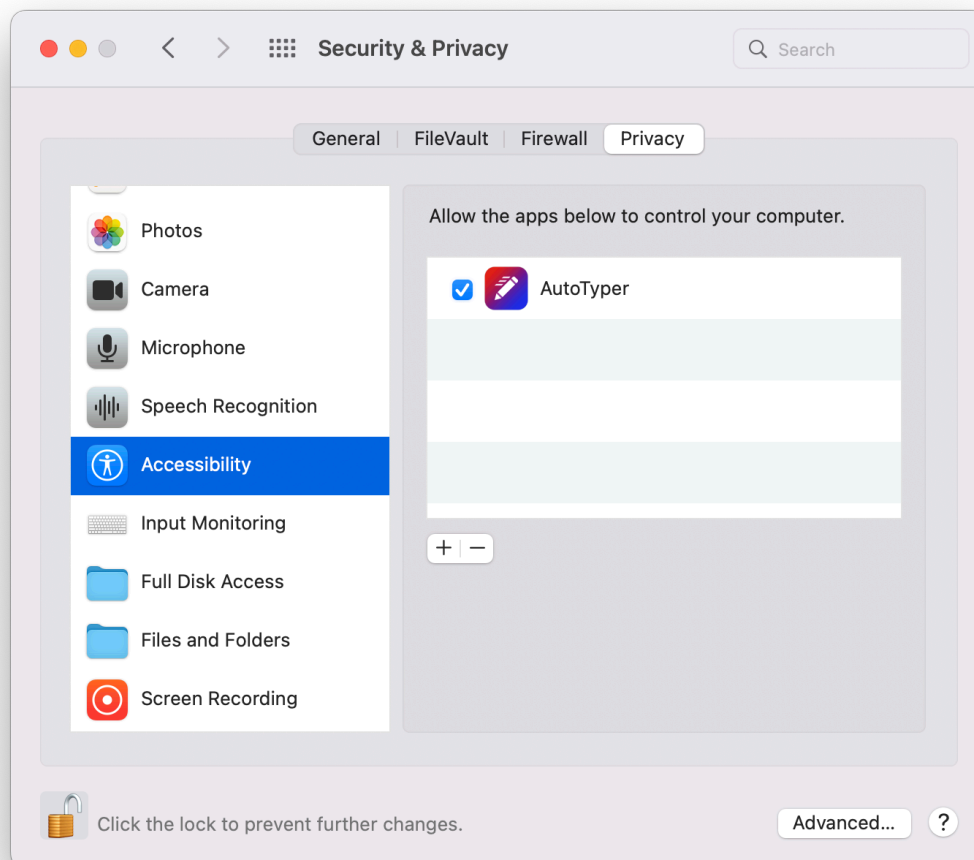 Security & Privacy
Search
General
FileVault
Firewall
Privacy
Photos
Camera
Microphone
Speech Recognition
Accessibility
Input Monitoring
Full Disk Access
Files and Folders
Screen Recording
Allow the apps below to control your computer.
AutoTyper
+ −
Click the lock to prevent further changes.
Advanced...
?